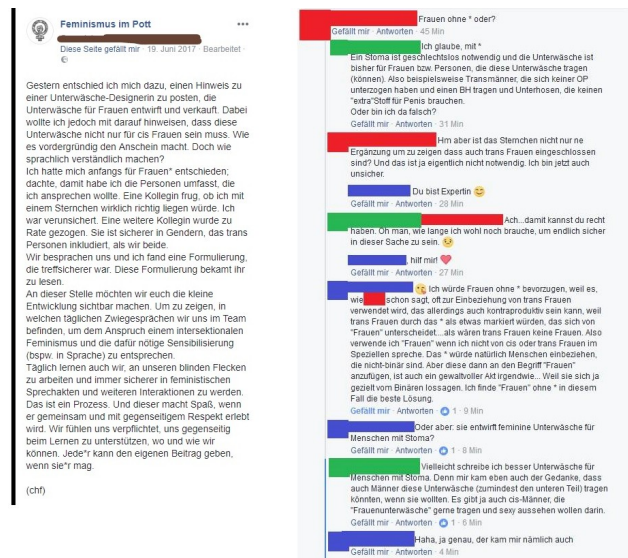 Feminismus im Pott
Diese Seite gefällt mir · 19. Juni 2017 · Bearbeitet ·
Gestern entschied ich mich dazu, einen Hinweis zu
einer Unterwäsche-Designerin zu posten, die
Unterwäsche für Frauen entwirft und verkauft. Dabei
wollte ich jedoch mit darauf hinweisen, dass diese
Unterwäsche nicht nur für cis Frauen sein muss. Wie
es vordergründig den Anschein macht. Doch wie
sprachlich verständlich machen?
Ich hatte mich anfangs für Frauen* entschieden;
dachte, damit habe ich die Personen umfasst, die
ich ansprechen wollte. Eine Kollegin frug, ob ich mit
einem Sternchen wirklich richtig liegen würde. Ich
war verunsichert. Eine weitere Kollegin wurde zu
Rate gezogen. Sie ist sicherer in Gendern, das trans
Personen inkludiert, als wir beide.
Wir besprachen uns und ich fand eine Formulierung,
die treffsicherer war. Diese Formulierung bekamt ihr
zu lesen.
An dieser Stelle möchten wir euch die kleine
Entwicklung sichtbar machen. Um zu zeigen, in
welchen täglichen Zwiegesprächen wir uns im Team
befinden, um dem Anspruch einem intersektionalen
Feminismus und die dafür nötige Sensibilisierung
(bspw. in Sprache) zu entsprechen.
Täglich lernen auch wir, an unseren blinden Flecken
zu arbeiten und immer sicherer in feministischen
Sprechakten und weiteren Interaktionen zu werden.
Das ist ein Prozess. Und dieser macht Spaß, wenn
er gemeinsam und mit gegenseitigem Respekt erlebt
wird. Wir fühlen uns verpflichtet, uns gegenseitig
beim Lernen zu unterstützen, wo und wie wir
können. Jede*r kann den eigenen Beitrag geben,
wenn sie*r mag.
(chf)
Frauen ohne * oder?
Gefällt mir · Antworten · 45 Min
Ich glaube, mit *
Ein Stoma ist geschlechtslos notwendig und die Unterwäsche ist
bisher für Frauen bzw. Personen, die diese Unterwäsche tragen
(können). Also beispielsweise Transmänner, die sich keiner OP
unterzogen haben und einen BH tragen und Unterhosen, die keinen
"extra"Stoff für Penis brauchen.
Oder bin ich da falsch?
Gefällt mir · Antworten · 31 Min
Hm aber ist das Sternchen nicht nur ne
Ergänzung um zu zeigen dass auch trans Frauen eingeschlossen
sind? Und das ist ja eigentlich nicht notwendig. Ich bin jetzt auch
unsicher.
Du bist Expertin 😊
Gefällt mir · Antworten · 28 Min
Ach...damit kannst du recht
haben. Oh man, wie lange ich wohl noch brauche, um endlich sicher
in dieser Sache zu sein. 😟
, hilf mir! ❤
Gefällt mir · Antworten · 27 Min
😘 Ich würde Frauen ohne * bevorzugen, weil es,
wie schon sagt, oft zur Einbeziehung von trans Frauen
verwendet wird, das allerdings auch kontraproduktiv sein kann, weil
trans Frauen durch das * als etwas markiert würden, das sich von
"Frauen" unterscheidet....als wären trans Frauen keine Frauen. Also
verwende ich "Frauen" wenn ich nicht von cis oder trans Frauen im
Speziellen spreche. Das * würde natürlich Menschen einbeziehen,
die nicht-binär sind. Aber diese dann an den Begriff "Frauen"
anzufügen, ist auch ein gewaltvoller Akt irgendwie... Weil sie sich ja
gezielt vom Binären lossagen. Ich finde "Frauen" ohne * in diesem
Fall die beste Lösung.
Gefällt mir · Antworten · 1 · 9 Min
Oder aber: sie entwirft feminine Unterwäsche für
Menschen mit Stoma?
Gefällt mir · Antworten · 1 · 8 Min
Vielleicht schreibe ich besser Unterwäsche für
Menschen mit Stoma. Denn mir kam eben auch der Gedanke, dass
auch Männer diese Unterwäsche (zumindest den unteren Teil) tragen
könnten, wenn sie wollten. Es gibt ja auch cis-Männer, die
"Frauenunterwäsche" gerne tragen und sexy aussehen wollen darin.
Gefällt mir · Antworten · 1 · 6 Min
Haha, ja genau, der kam mir nämlich auch
Gefällt mir · Antworten · 4 Min